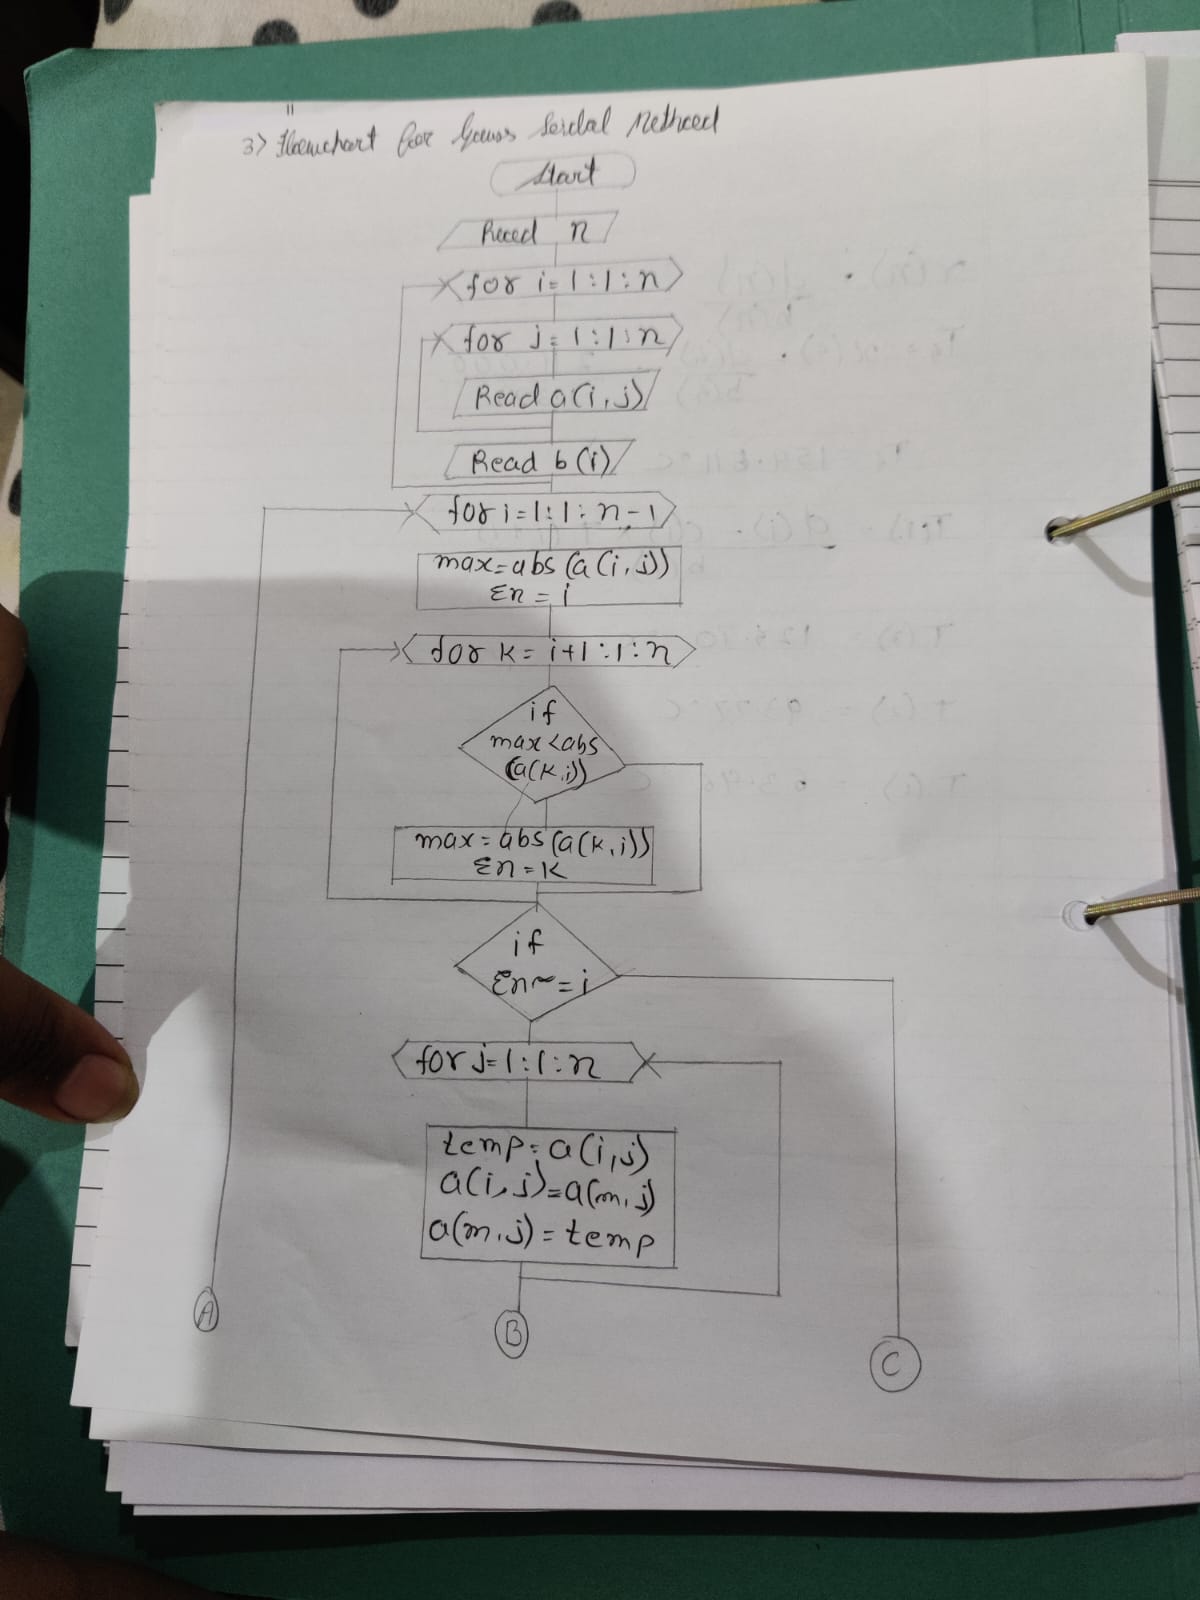 3) Flowchart for Gauss Seidal Method
Start
Read n
for i=1:1:n
for j=1:1:n
Read a(i,j)
Read b(i)
for i=1:1:n-1
max=abs(a(i,j))
En=i
for k=i+1:1:n
if
max<abs
(a(k,i))
max=abs(a(k,i))
En=k
if
En~=i
for j=1:1:n
temp=a(i,j)
a(i,j)=a(m,j)
a(m,j)=temp
A
B
C